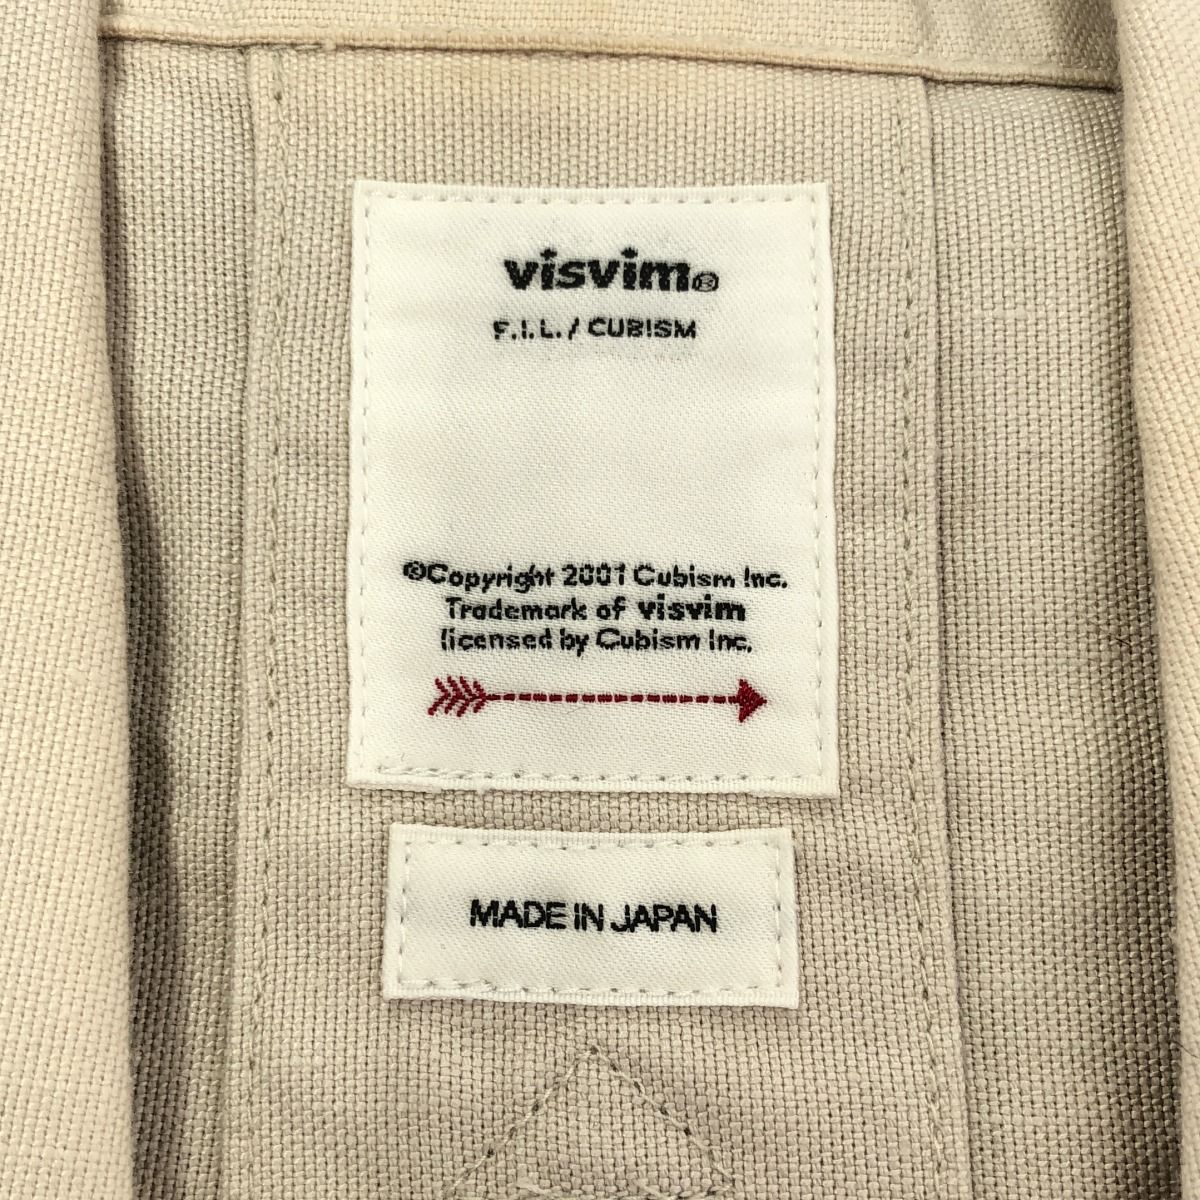 visvim®
F.I.L. / CUBISM
©Copyright 2001 Cubism Inc.
Trademark of visvim
licensed by Cubism Inc.
MADE IN JAPAN